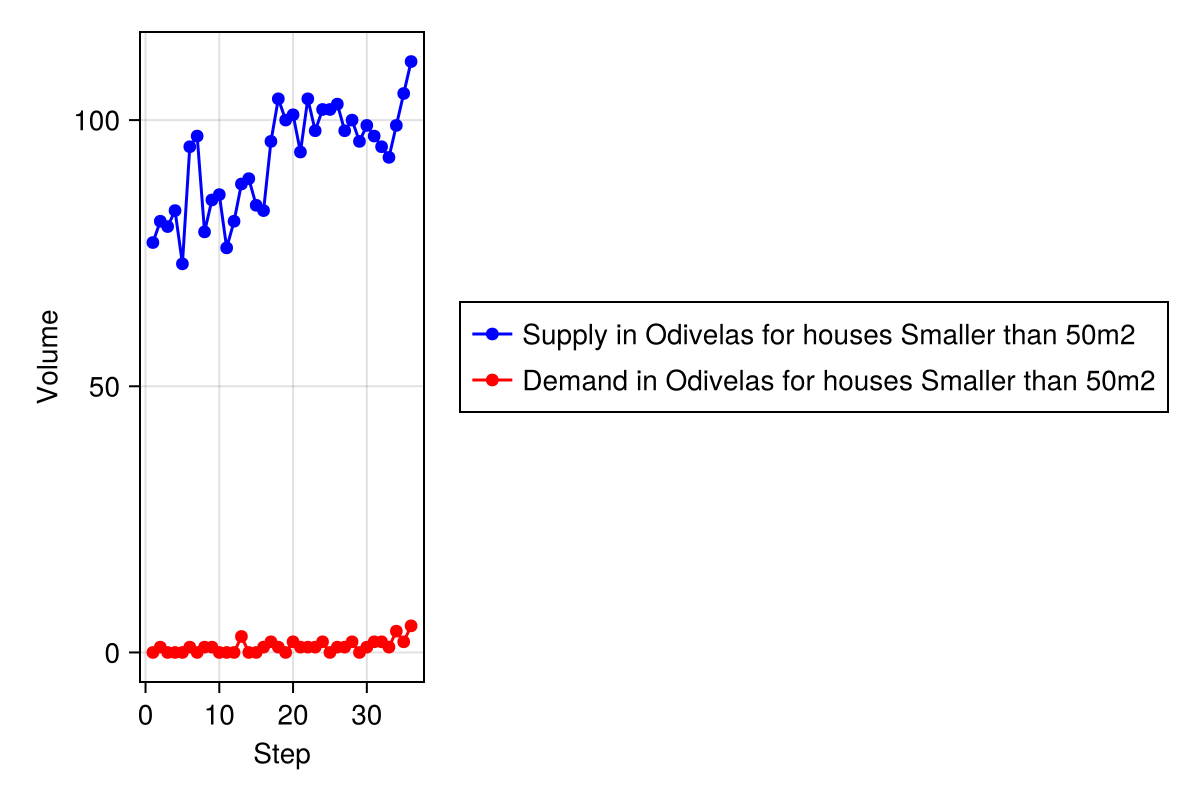 100
50
0
Volume
0 10 20 30
Step
Supply in Odivelas for houses Smaller than 50m2
Demand in Odivelas for houses Smaller than 50m2